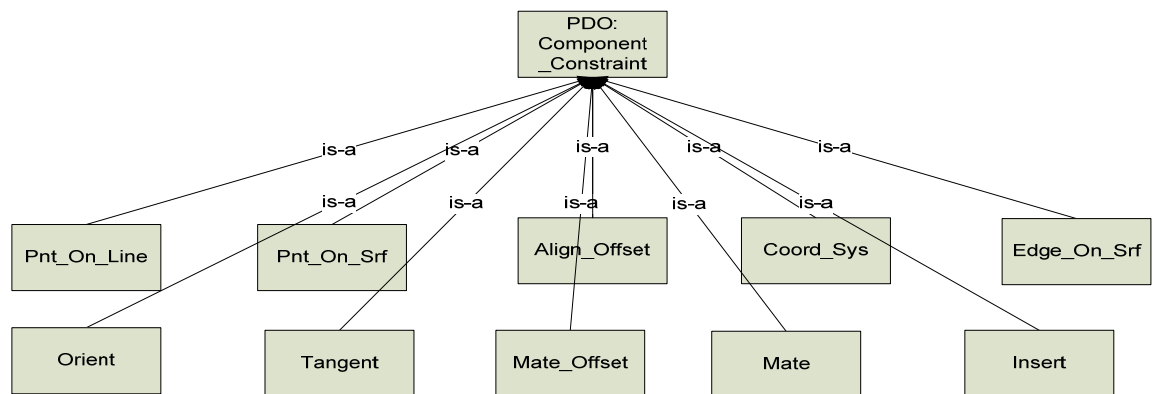 PDO:
Component
_Constraint
is-a
is-a
is-a
is-a
is-a
is-a
is-a
is-a
is-a
is-a
Pnt_On_Line
Pnt_On_Srf
Align_Offset
Coord_Sys
Edge_On_Srf
Orient
Tangent
Mate_Offset
Mate
Insert